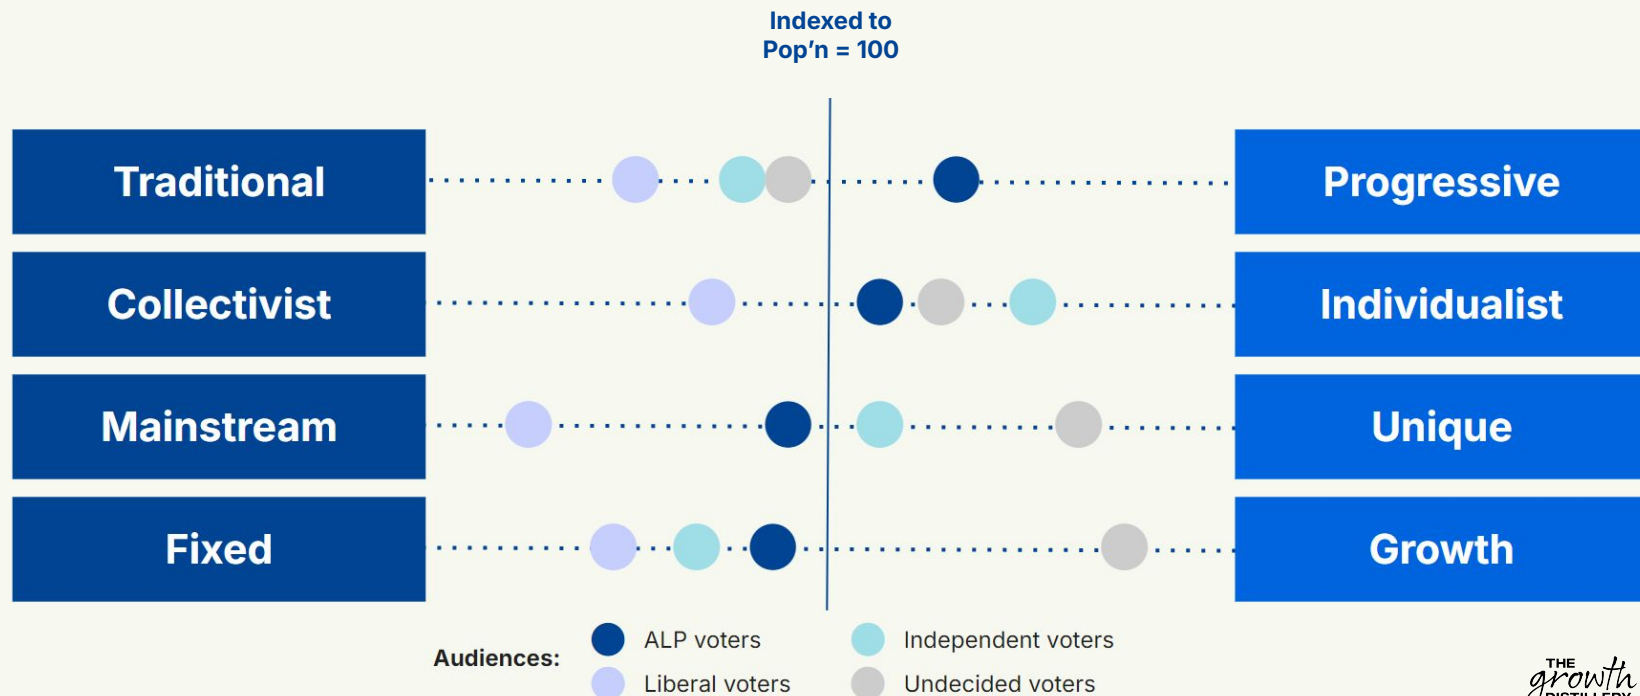 Indexed to
Pop’n = 100
Traditional
Progressive
Collectivist
Individualist
Mainstream
Unique
Fixed
Growth
Audiences:
ALP voters
Independent voters
Liberal voters
Undecided voters
THE
growth
DISTILLERY